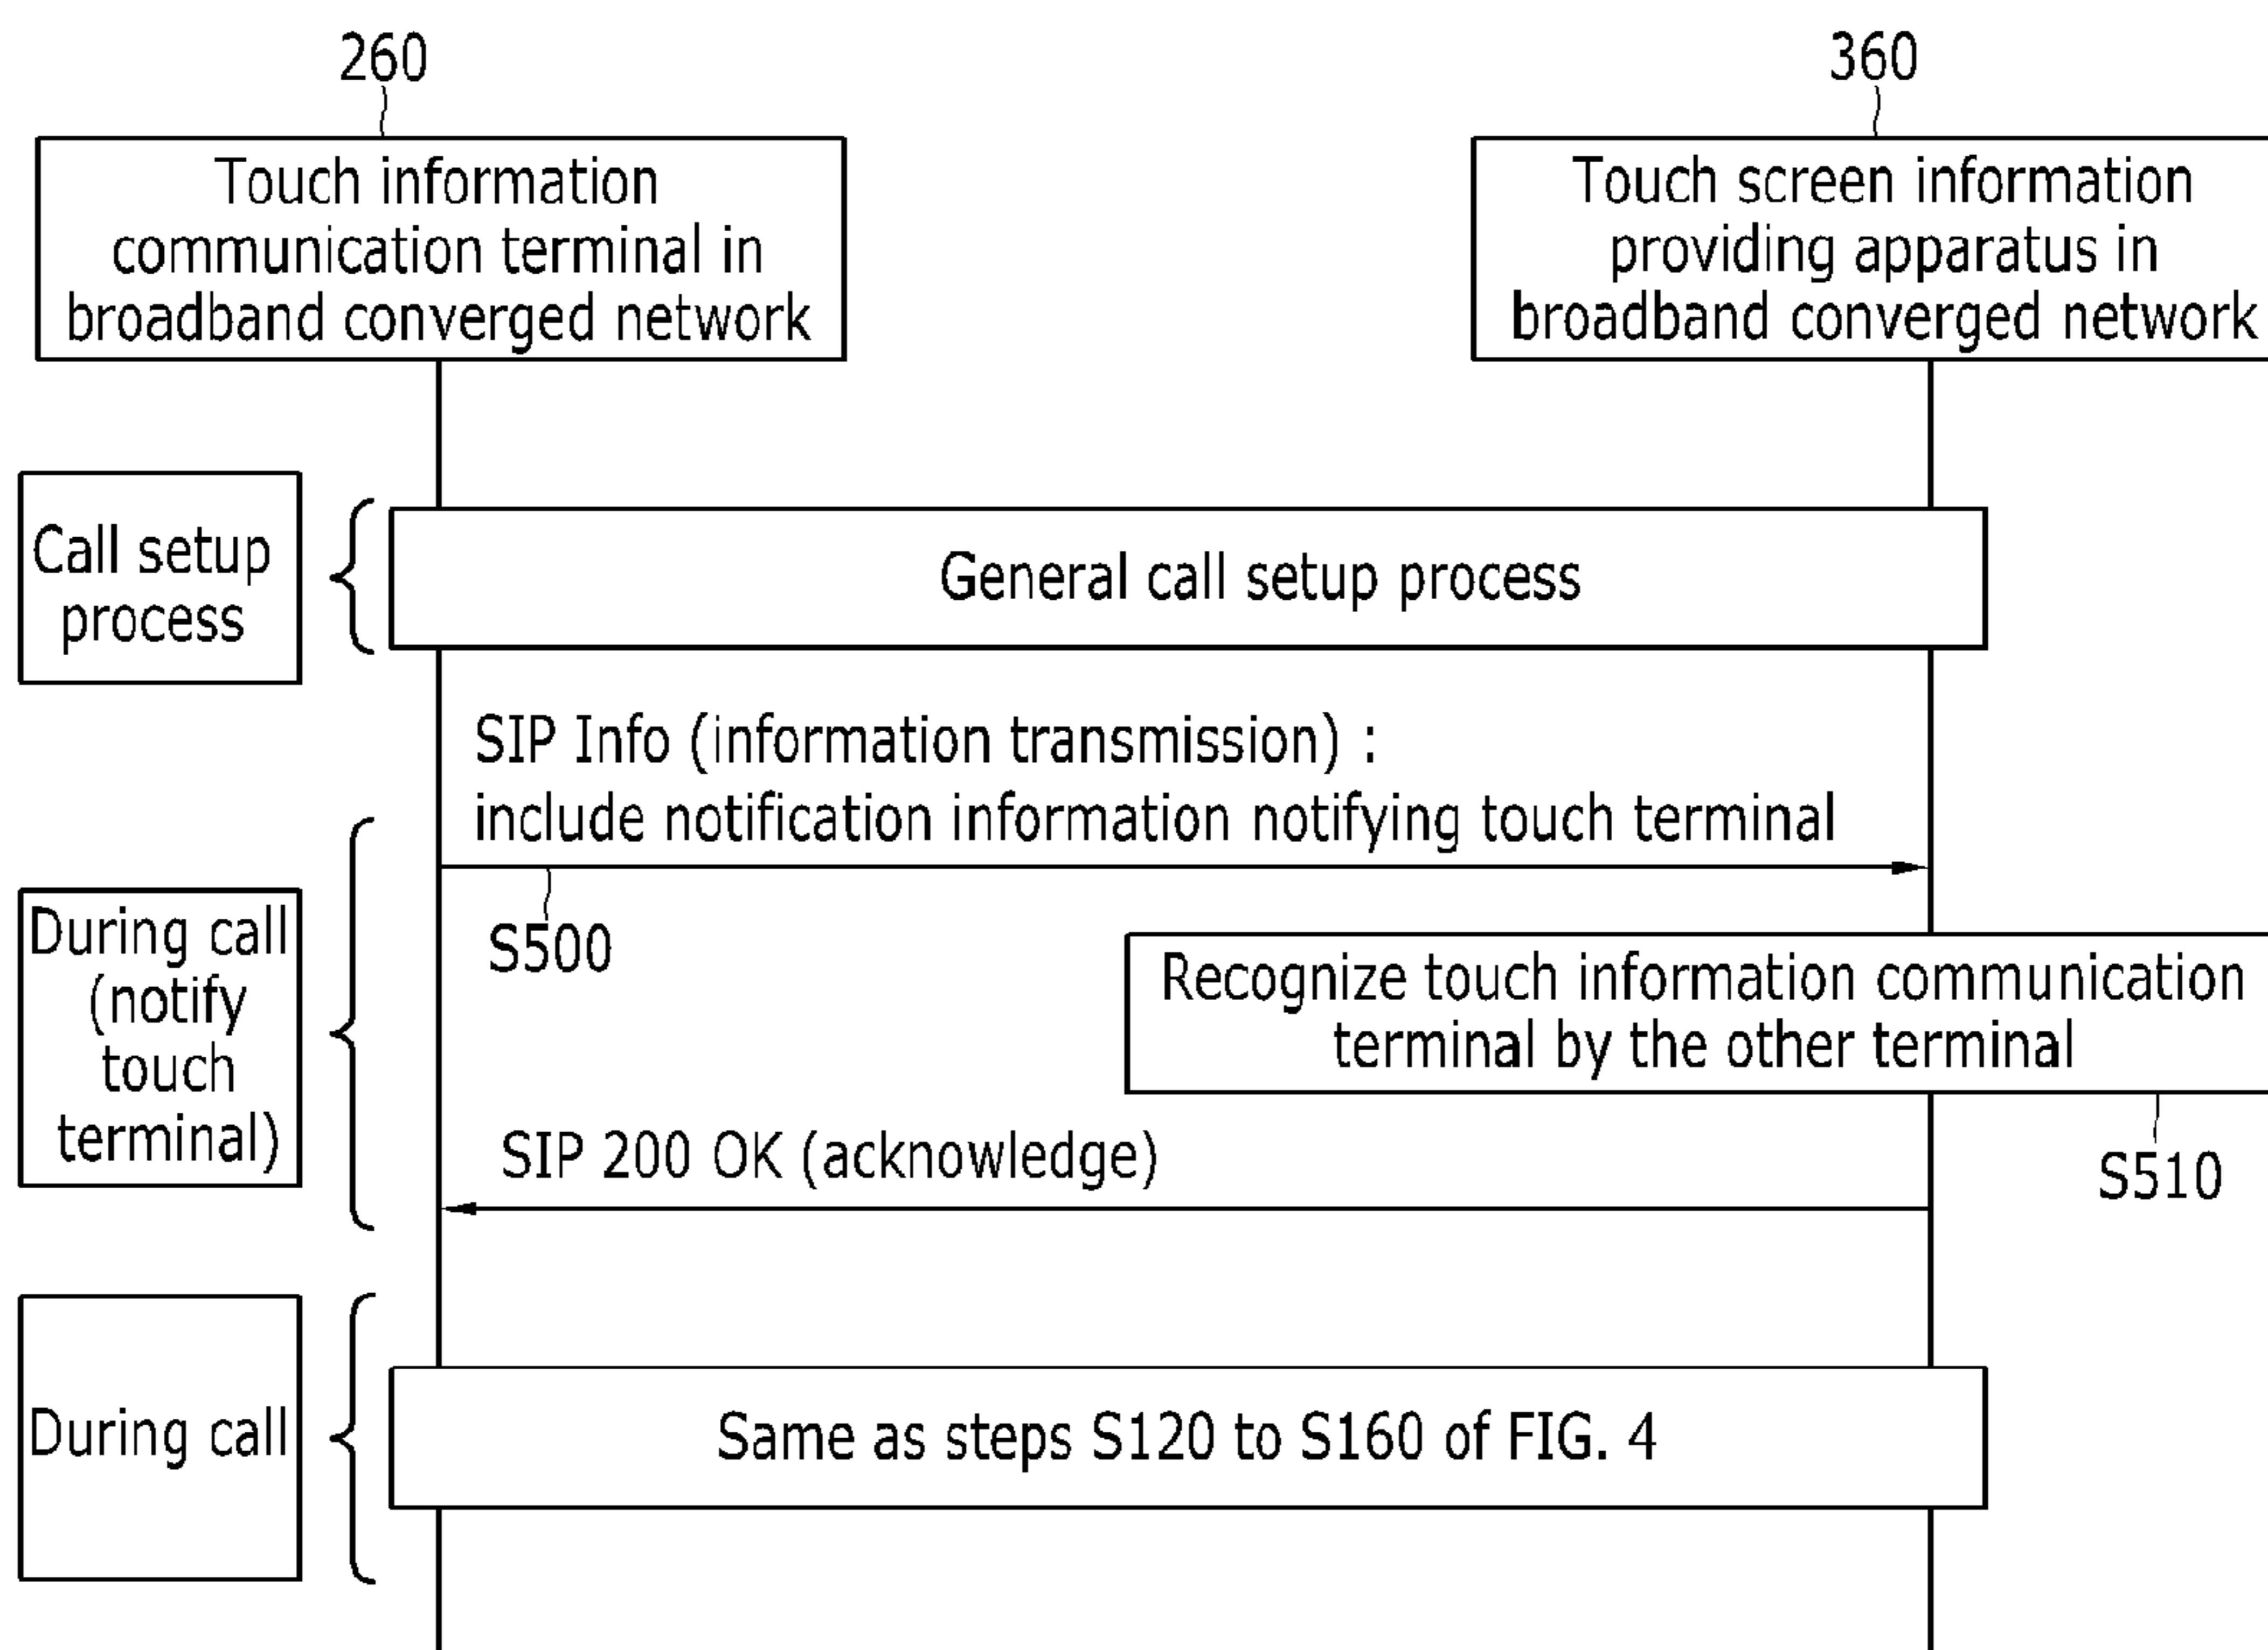 260
360
Touch information
communication terminal in
broadband converged network
Touch screen information
providing apparatus in
broadband converged network
Call setup
process
General call setup process
SIP Info (information transmission) :
include notification information notifying touch terminal
S500
During call
(notify
touch
terminal)
Recognize touch information communication
terminal by the other terminal
S510
SIP 200 OK (acknowledge)
During call
Same as steps S120 to S160 of FIG. 4